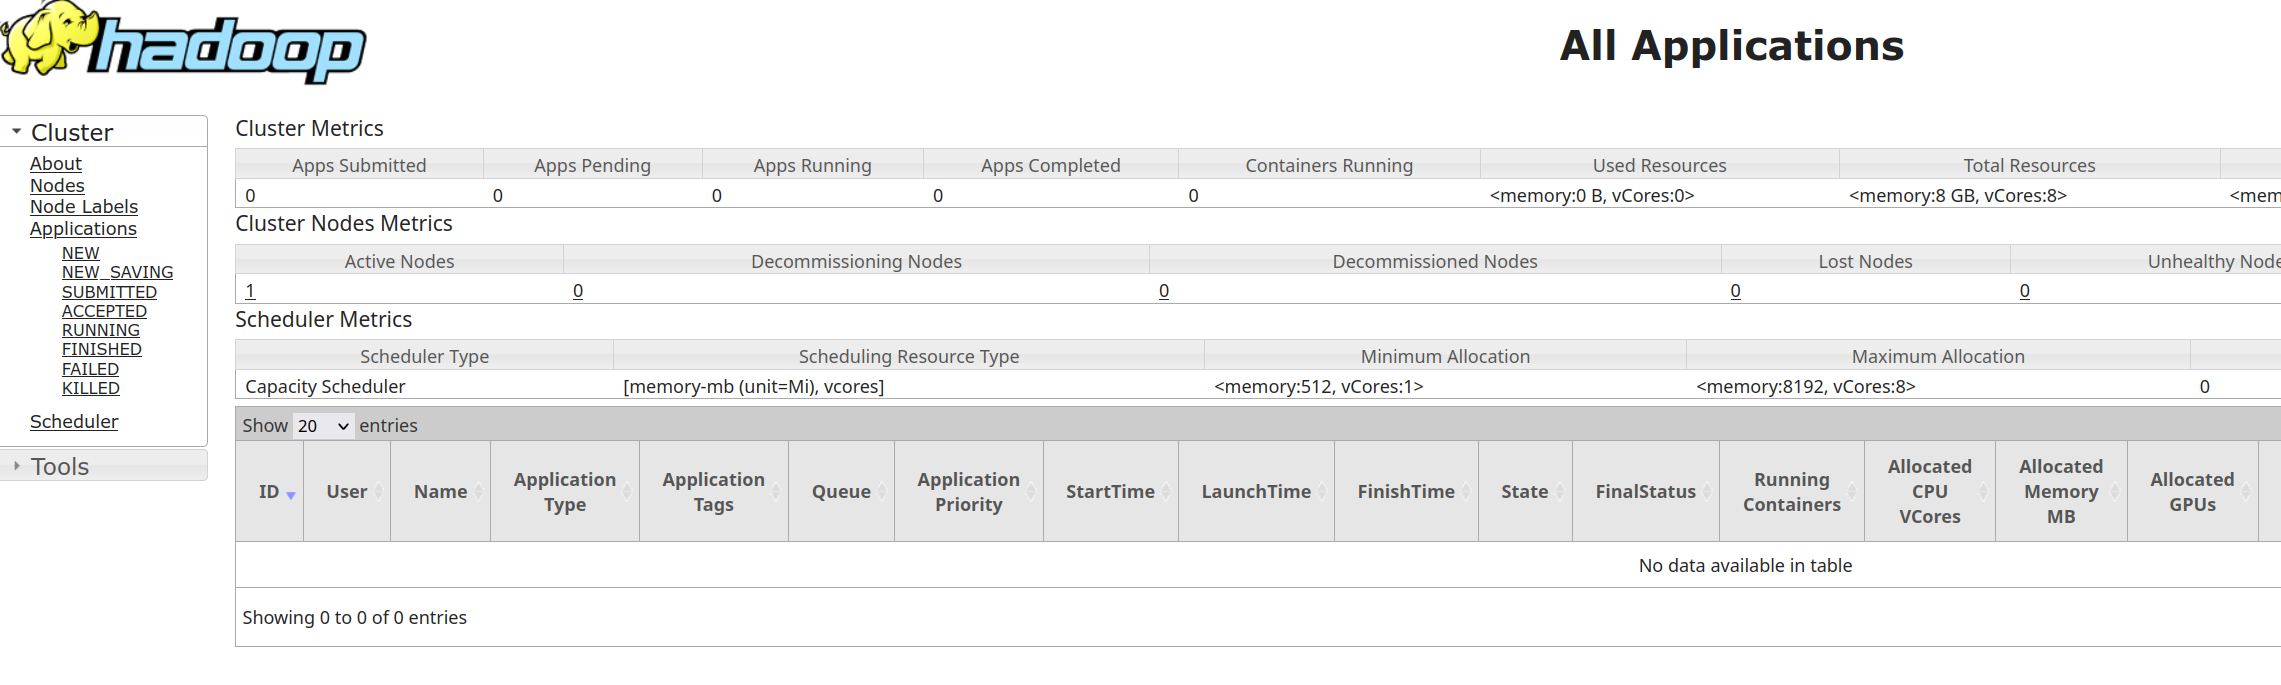 hadoop
All Applications
Cluster
About
Nodes
Node Labels
Applications
NEW
NEW_SAVING
SUBMITTED
ACCEPTED
RUNNING
FINISHED
FAILED
KILLED
Scheduler
Tools
Cluster Metrics
Apps Submitted Apps Pending Apps Running Apps Completed Containers Running Used Resources Total Resources
0 0 0 0 0 <memory:0 B, vCores:0> <memory:8 GB, vCores:8> <mem
Cluster Nodes Metrics
Active Nodes Decommissioning Nodes Decommissioned Nodes Lost Nodes Unhealthy Node
1 0 0 0 0
Scheduler Metrics
Scheduler Type Scheduling Resource Type Minimum Allocation Maximum Allocation
Capacity Scheduler [memory-mb (unit=Mi), vcores] <memory:512, vCores:1> <memory:8192, vCores:8> 0
Show 20 entries
ID User Name Application Type Application Tags Queue Application Priority StartTime LaunchTime FinishTime State FinalStatus Running Containers Allocated CPU VCores Allocated Memory MB Allocated GPUs
No data available in table
Showing 0 to 0 of 0 entries